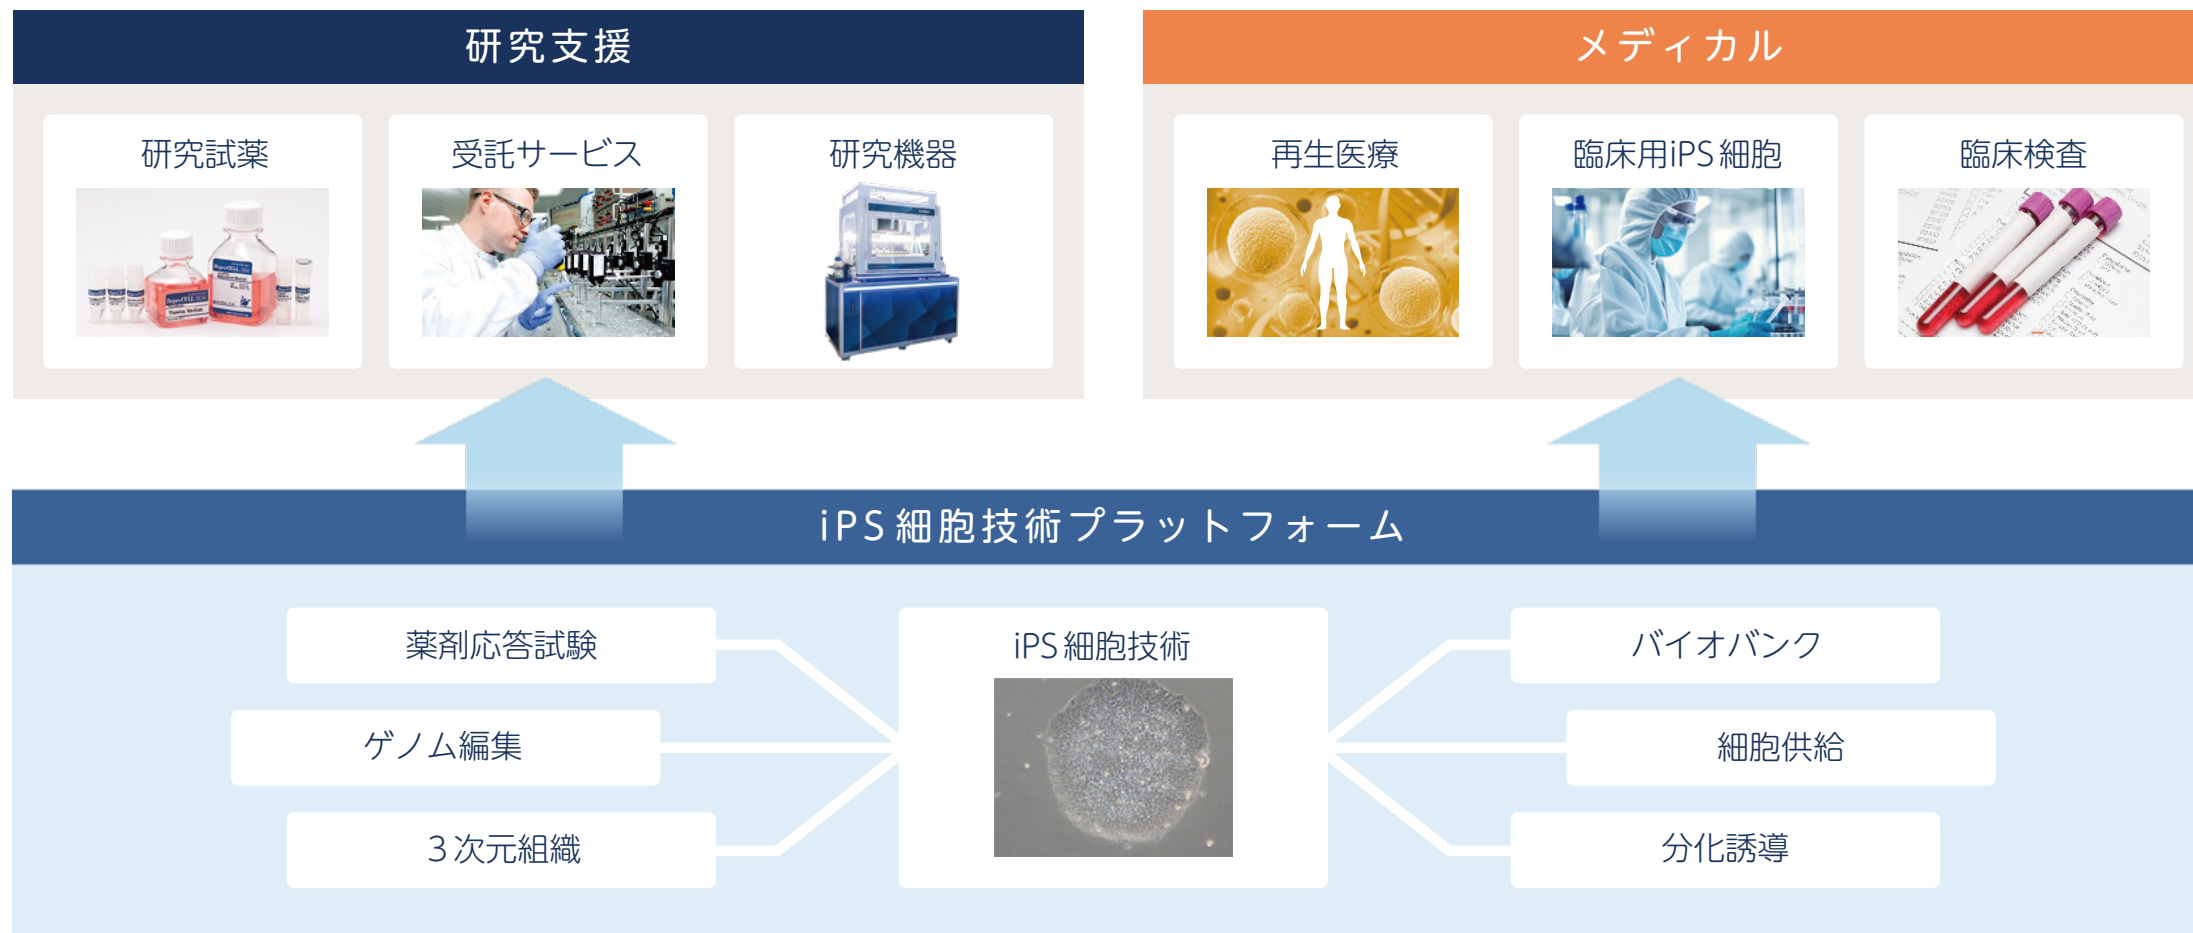 研究支援
研究試薬
受託サービス
研究機器
ReproCELL
ReproCELL
メディカル
再生医療
臨床用iPS細胞
臨床検査
iPS細胞技術プラットフォーム
薬剤応答試験
ゲノム編集
3次元組織
iPS細胞技術
バイオバンク
細胞供給
分化誘導